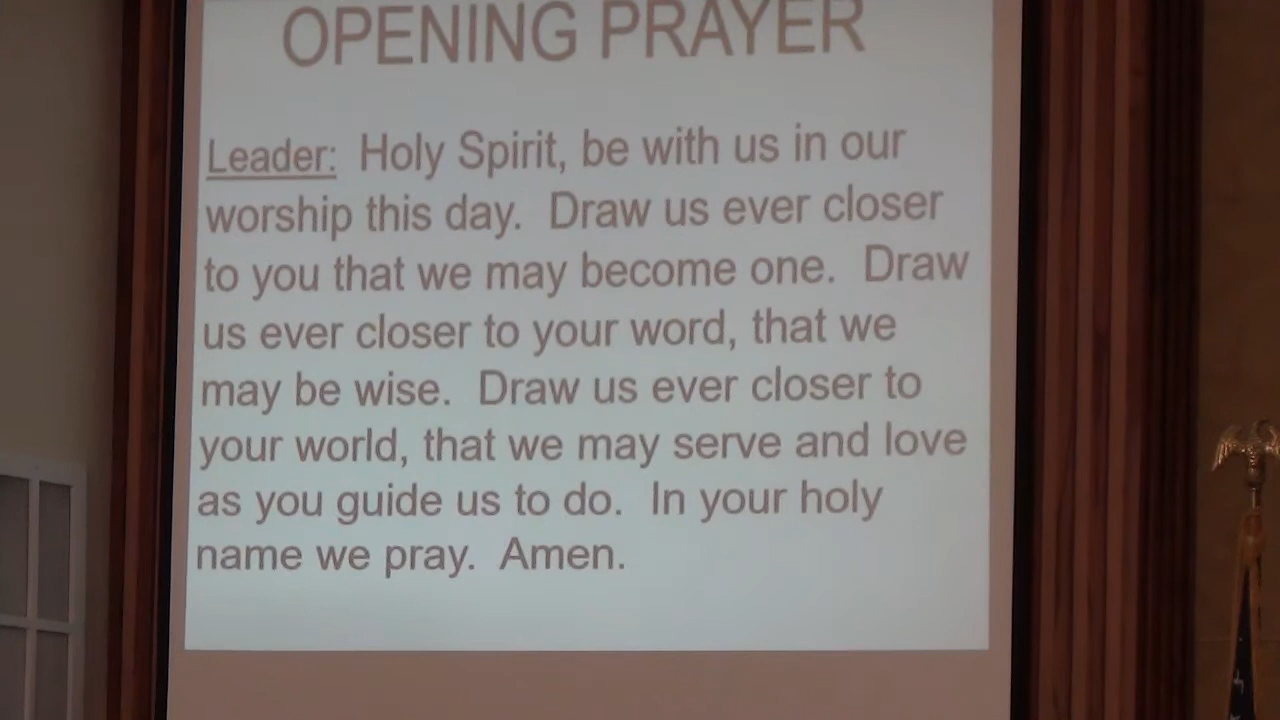 OPENING PRAYER
Leader: Holy Spirit, be with us in our
worship this day. Draw us ever closer
to you that we may become one. Draw
us ever closer to your word, that we
may be wise. Draw us ever closer to
your world, that we may serve and love
as you guide us to do. In your holy
name we pray. Amen.